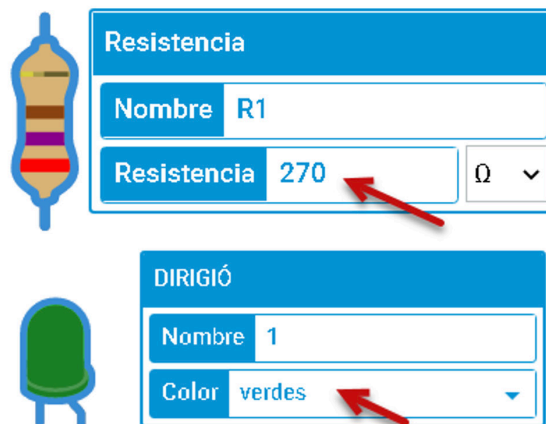 Resistencia
Nombre R1
Resistencia 270 Ω
DIRIGIÓ
Nombre 1
Color verdes